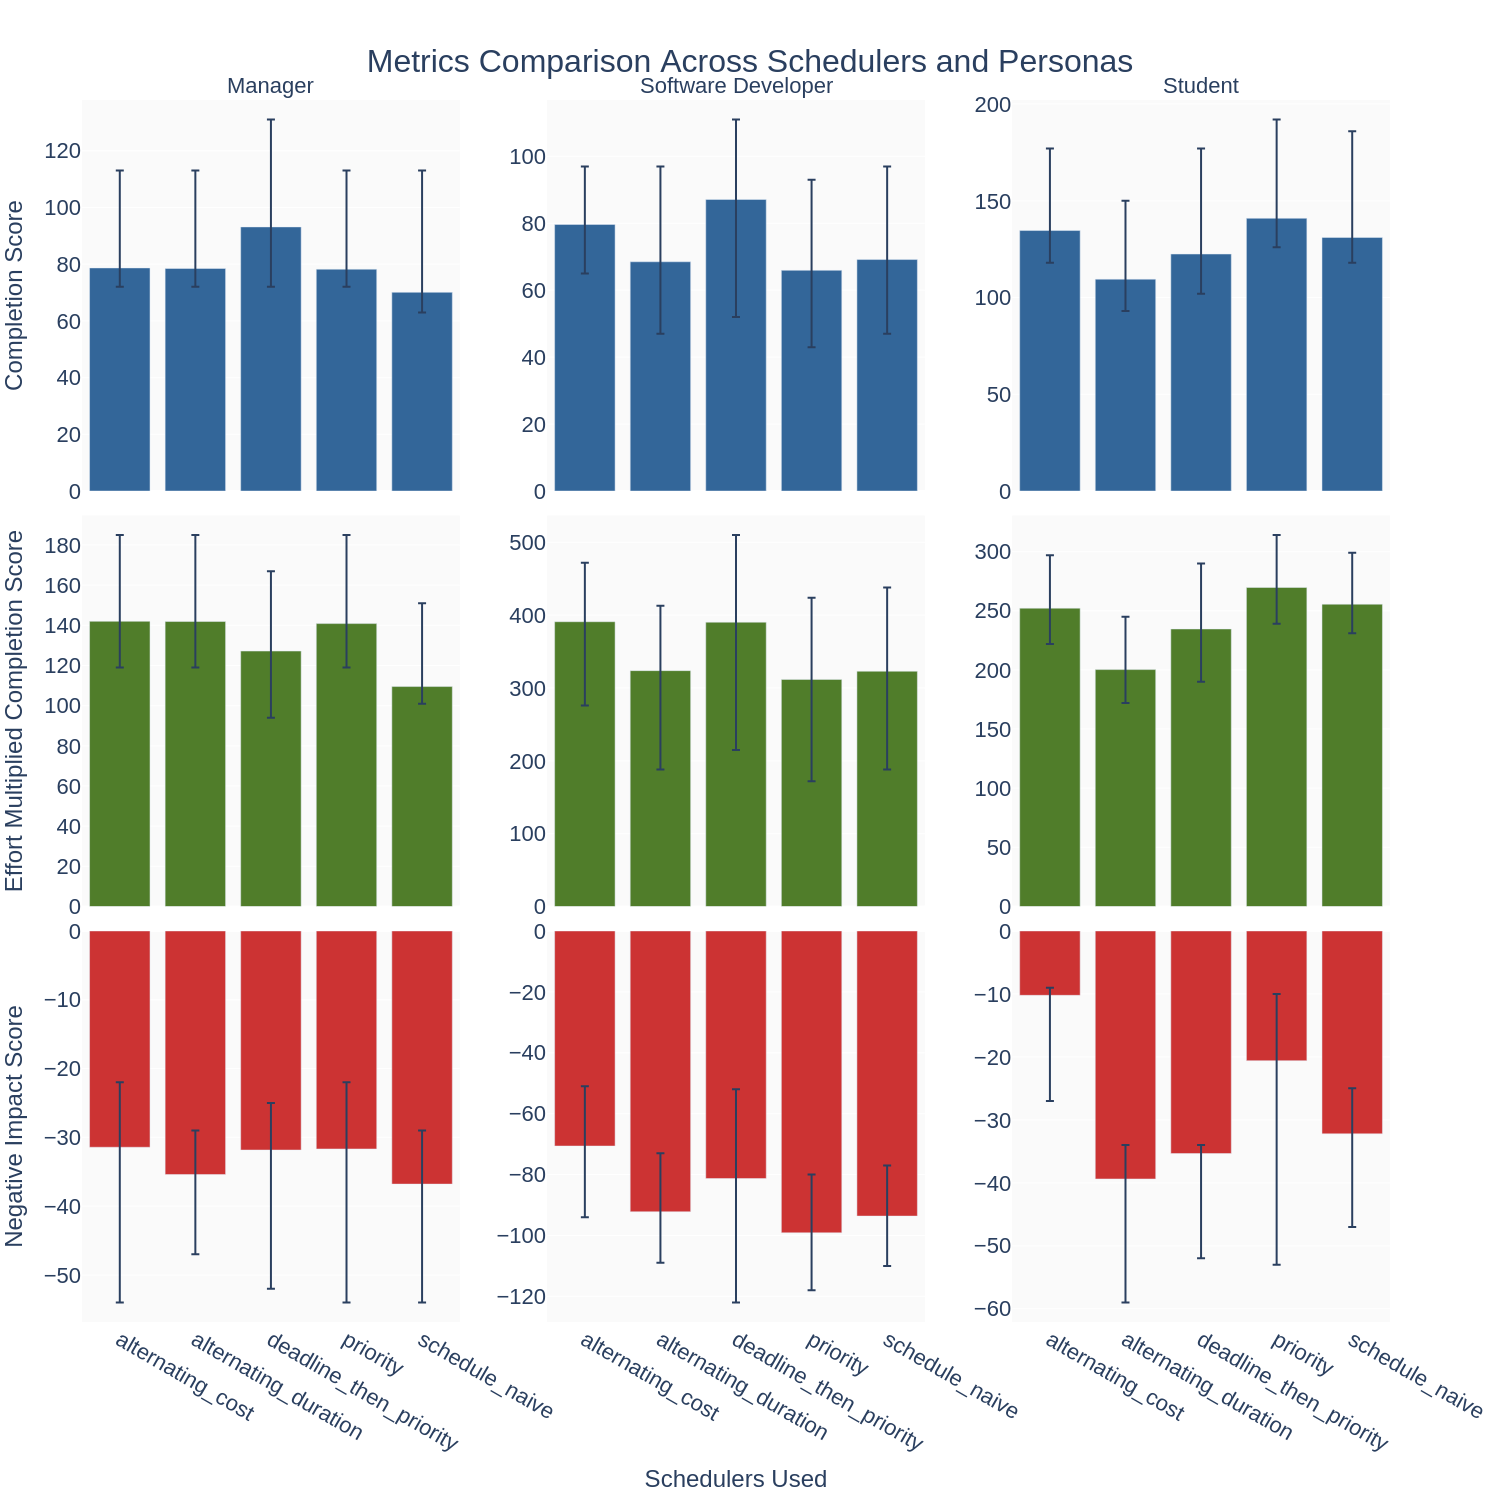 Metrics Comparison Across Schedulers and Personas
Manager
Software Developer
Student
Completion Score
120
100
80
60
40
20
0
100
80
60
40
20
0
200
150
100
50
0
Effort Multiplied Completion Score
180
160
140
120
100
80
60
40
20
0
500
400
300
200
100
0
300
250
200
150
100
50
0
Negative Impact Score
0
−10
−20
−30
−40
−50
0
−20
−40
−60
−80
−100
−120
0
−10
−20
−30
−40
−50
−60
alternating_cost
alternating_duration
deadline_then_priority
priority
schedule_naive
alternating_cost
alternating_duration
deadline_then_priority
priority
schedule_naive
alternating_cost
alternating_duration
deadline_then_priority
priority
schedule_naive
Schedulers Used